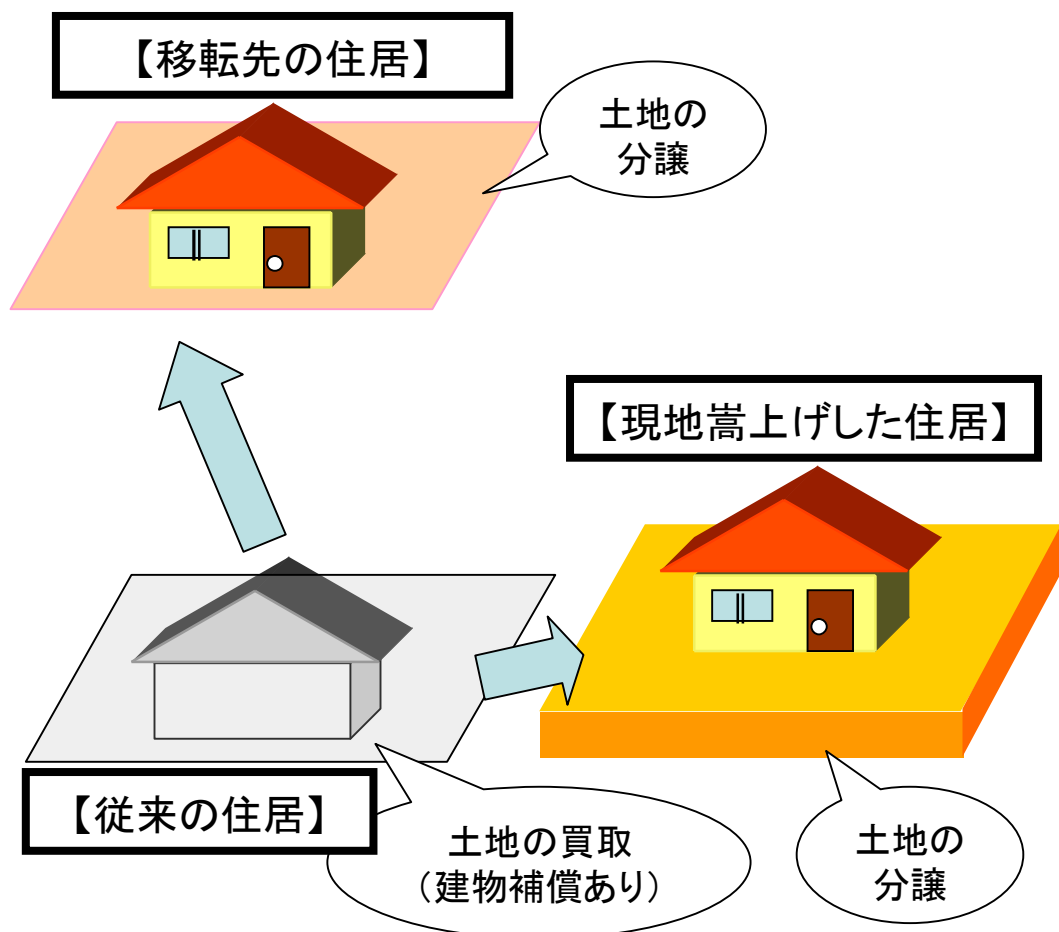 【移転先の住居】
土地の
分譲
【現地嵩上げした住居】
【従来の住居】
土地の買取
（建物補償あり）
土地の
分譲